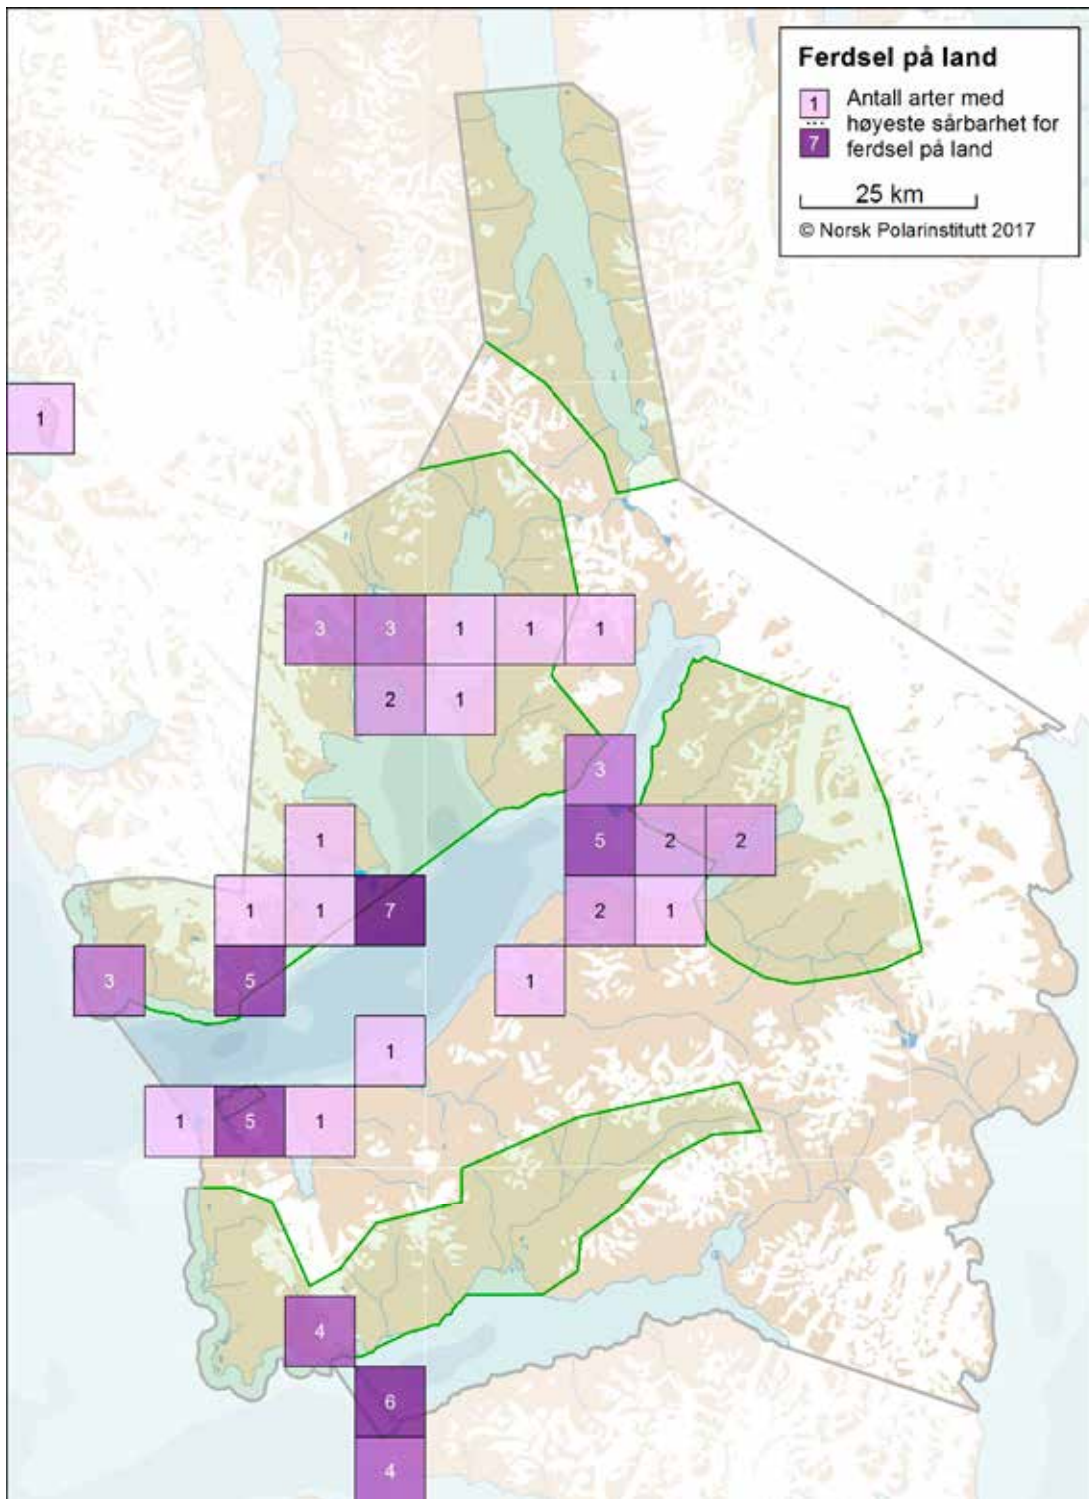 Ferdsel på land
1 Antall arter med
... høyeste sårbarhet for
7 ferdsel på land
25 km
© Norsk Polarinstitutt 2017
1
3 3 1 1 1
2 1
3
1 5 2 2
1 1 7 2 1
3 5 1
1
1 5 1
4
6
4